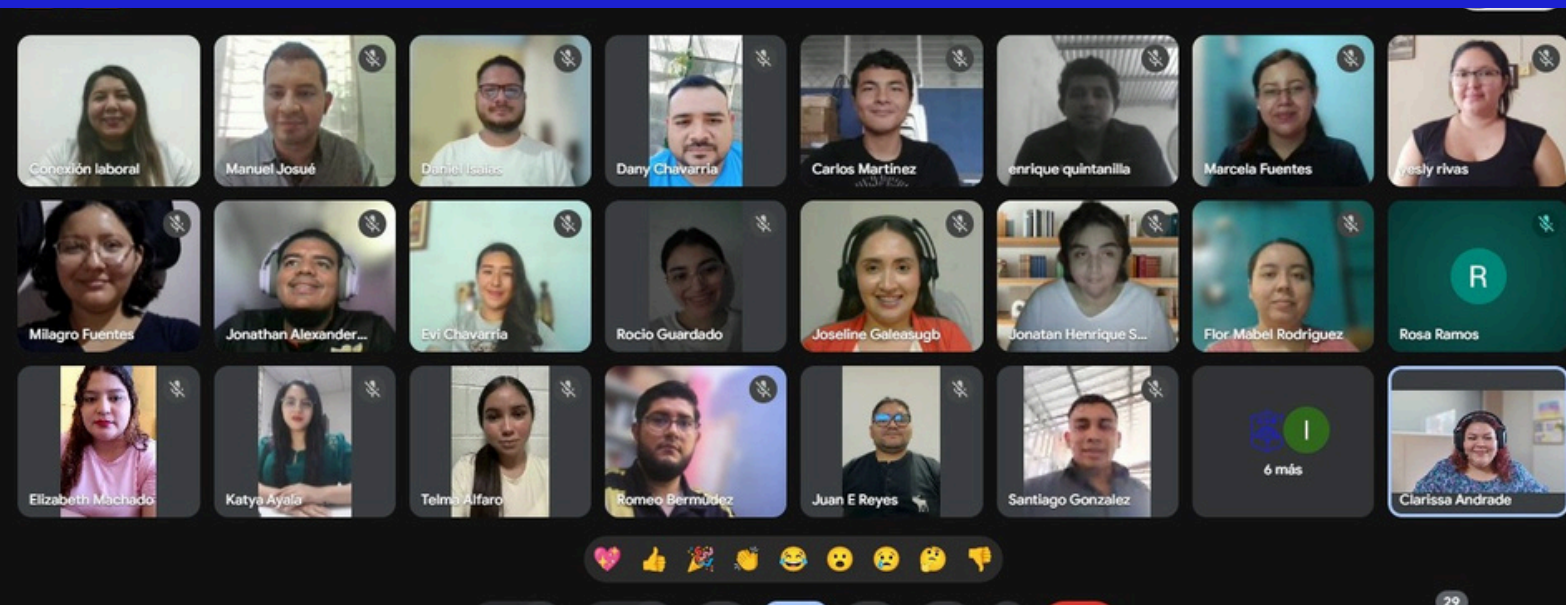 Conexión laboral
Manuel Josué
Daniel Isaias
Dany Chavarria
Carlos Martinez
enrique quintanilla
Marcela Fuentes
yesly rivas
Milagro Fuentes
Jonathan Alexander...
Evi Chavarria
Rocio Guardado
Joseline Galeasugb
Jonatan Henrique S...
Flor Mabel Rodriguez
R
Rosa Ramos
Elizabeth Machado
Katya Ayala
Telma Alfaro
Romeo Bermúdez
Juan E Reyes
Santiago Gonzalez
I
6 más
Clarissa Andrade
29